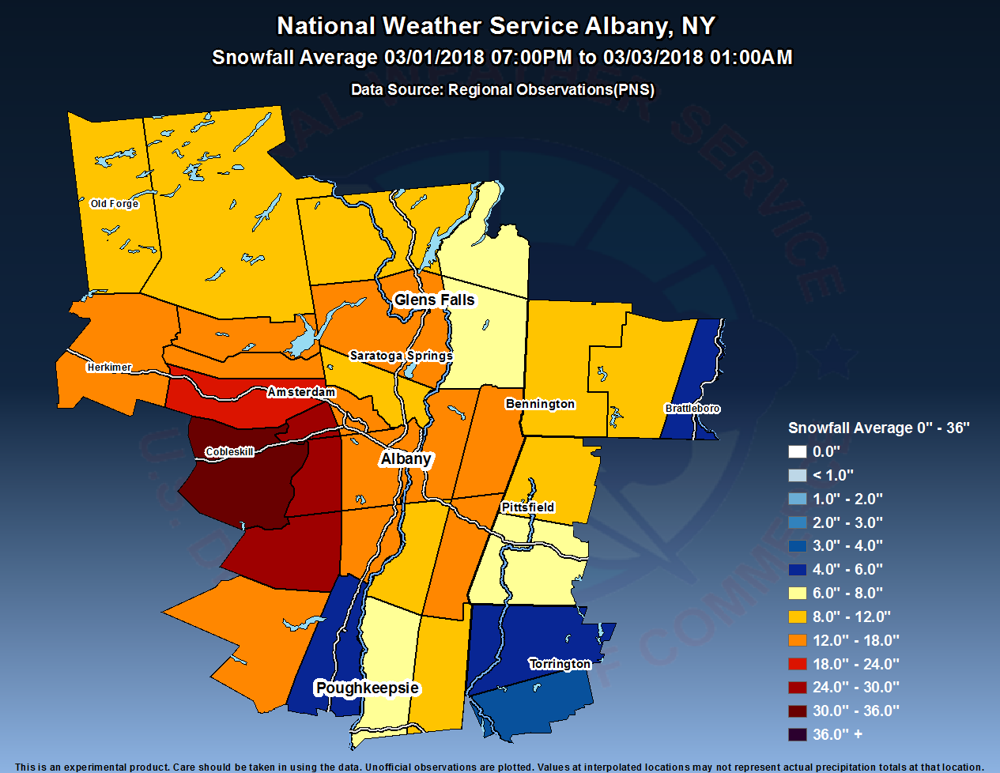 National Weather Service Albany, NY
Snowfall Average 03/01/2018 07:00PM to 03/03/2018 01:00AM
Data Source: Regional Observations(PNS)
Old Forge
Glens Falls
Saratoga Springs
Herkimer
Amsterdam
Bennington
Brattleboro
Cobleskill
Albany
Pittsfield
Torrington
Poughkeepsie
Snowfall Average 0" - 36"
0.0"
< 1.0"
1.0" - 2.0"
2.0" - 3.0"
3.0" - 4.0"
4.0" - 6.0"
6.0" - 8.0"
8.0" - 12.0"
12.0" - 18.0"
18.0" - 24.0"
24.0" - 30.0"
30.0" - 36.0"
36.0" +
This is an experimental product. Care should be taken in using the data. Unofficial observations are plotted. Values at interpolated locations may not represent actual precipitation totals at that location.